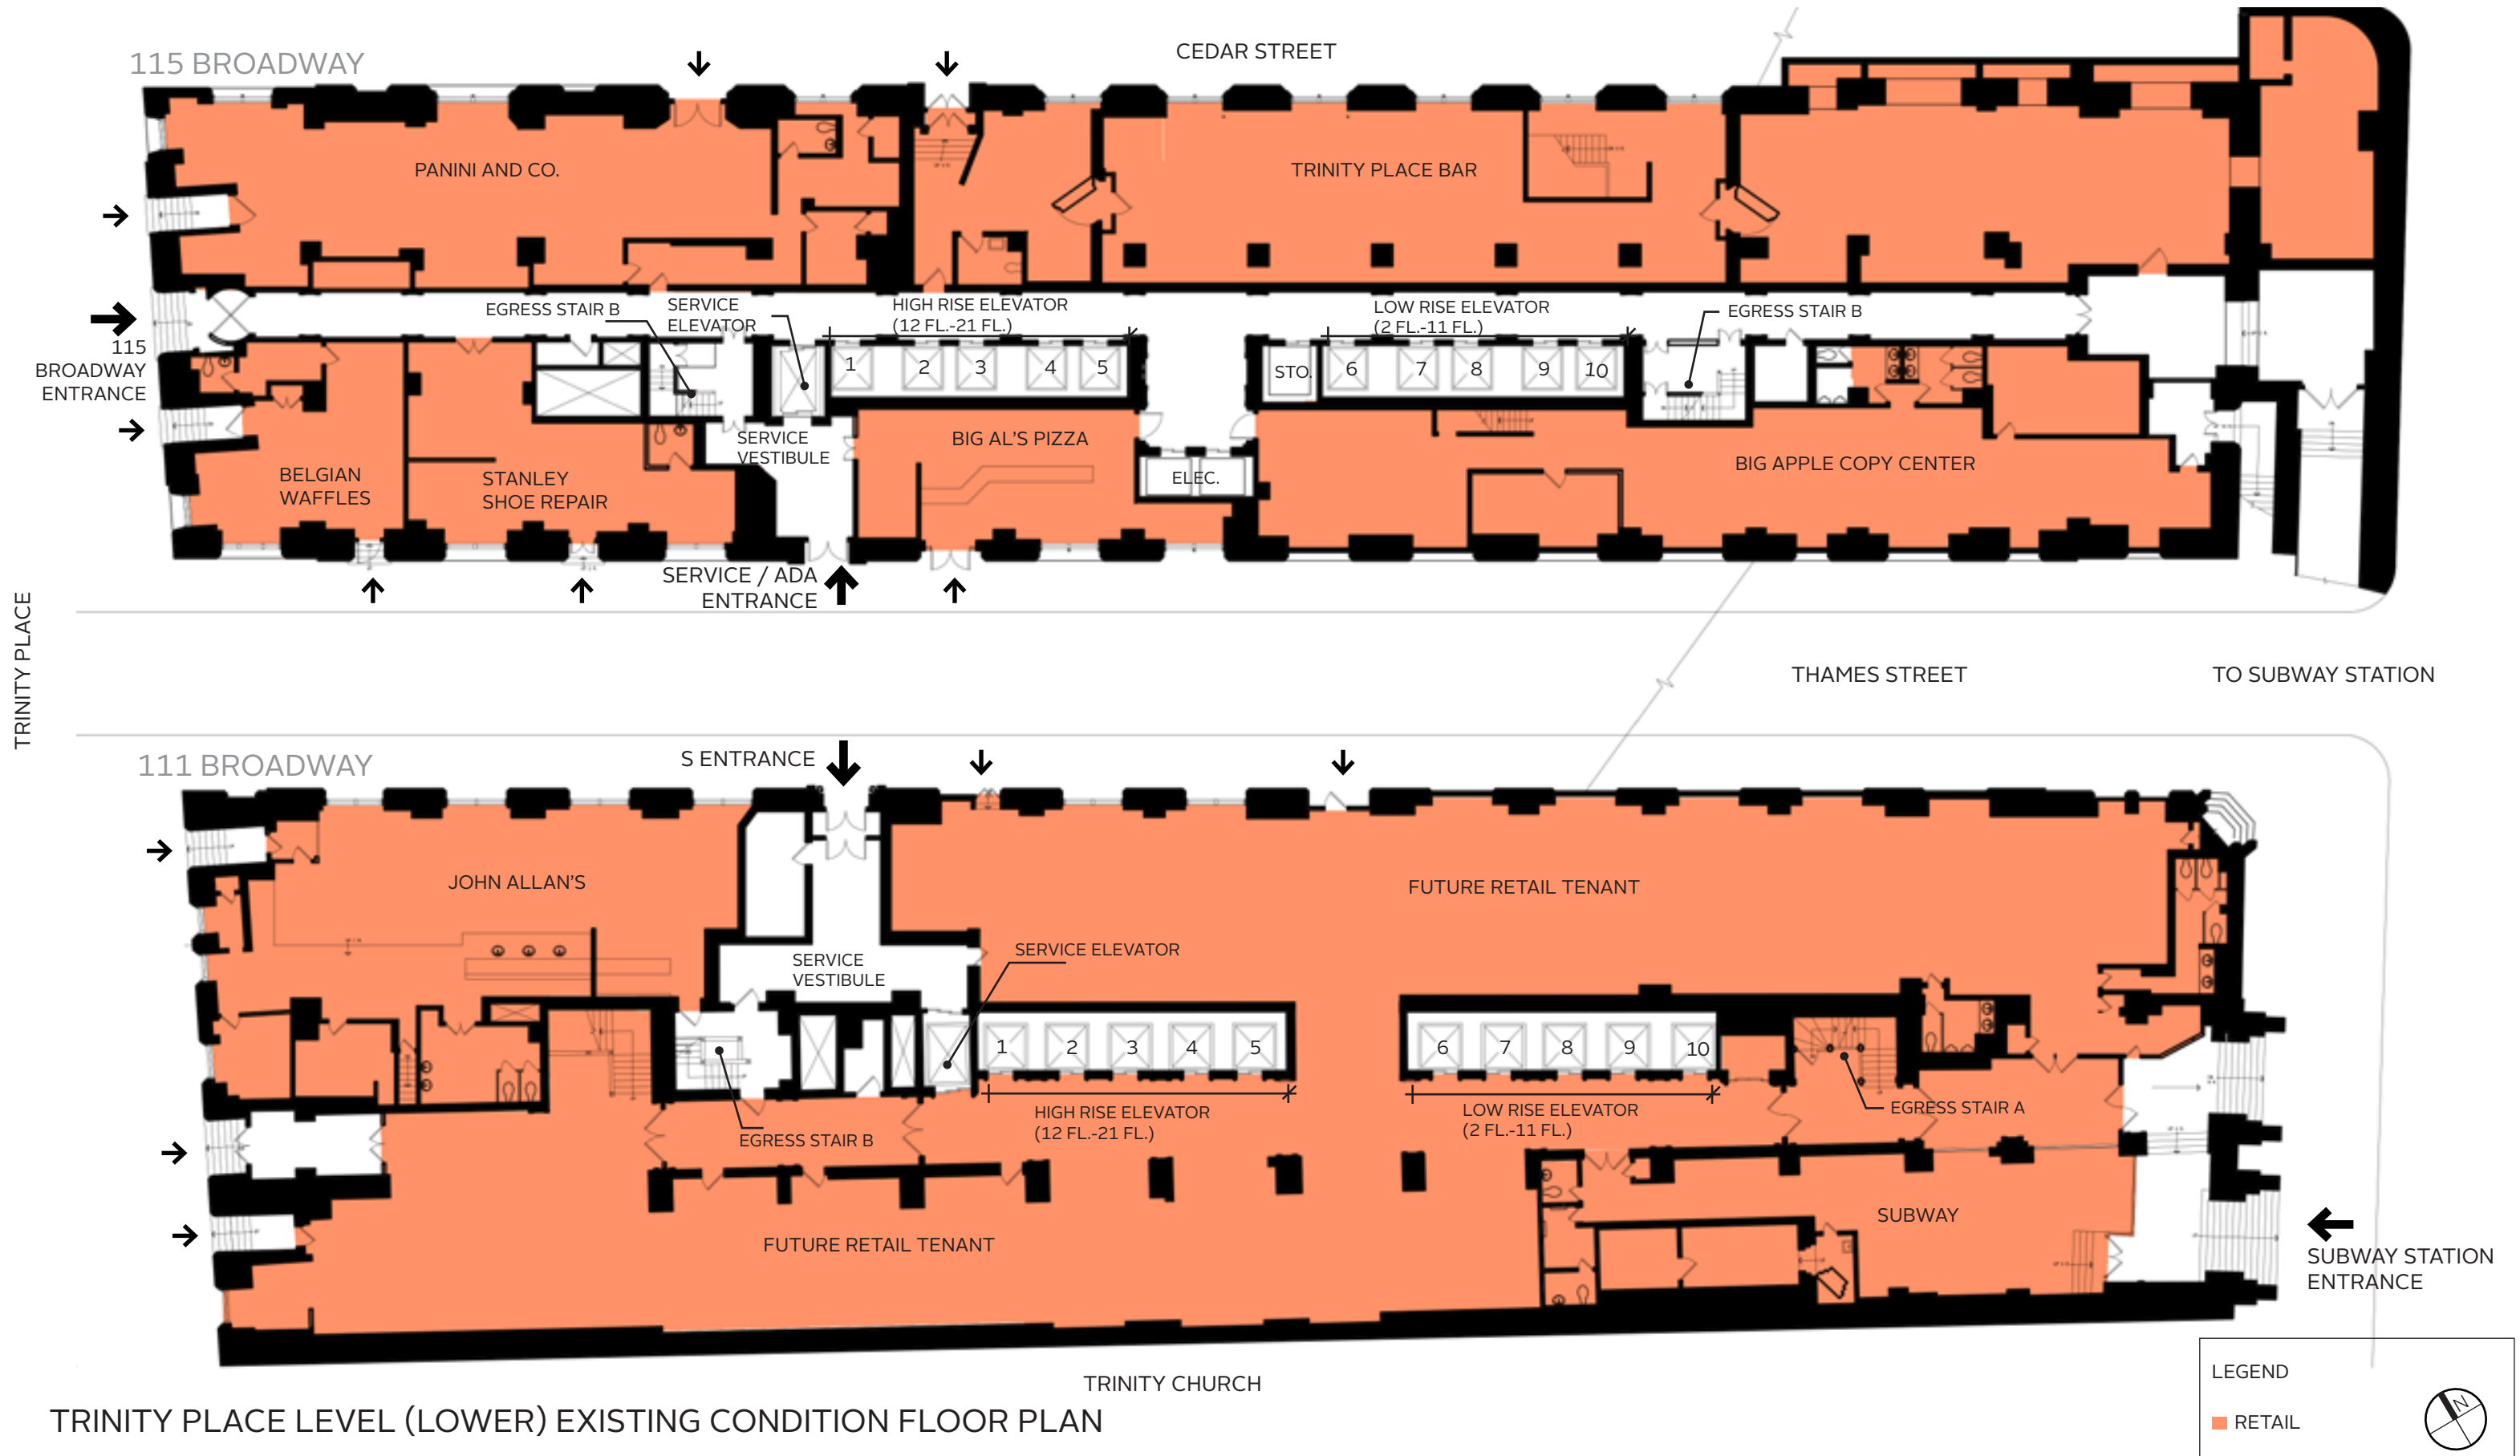 115 BROADWAY
CEDAR STREET
PANINI AND CO.
TRINITY PLACE BAR
EGRESS STAIR B
SERVICE
ELEVATOR
HIGH RISE ELEVATOR
(12 FL.-21 FL.)
LOW RISE ELEVATOR
(2 FL.-11 FL.)
EGRESS STAIR B
115
BROADWAY
ENTRANCE
1 2 3 4 5
STO.
6 7 8 9 10
BELGIAN
WAFFLES
STANLEY
SHOE REPAIR
SERVICE
VESTIBULE
BIG AL'S PIZZA
ELEC.
BIG APPLE COPY CENTER
SERVICE / ADA
ENTRANCE
TRINITY PLACE
THAMES STREET
TO SUBWAY STATION
111 BROADWAY
S ENTRANCE
JOHN ALLAN'S
FUTURE RETAIL TENANT
SERVICE
VESTIBULE
SERVICE ELEVATOR
1 2 3 4 5
6 7 8 9 10
EGRESS STAIR B
HIGH RISE ELEVATOR
(12 FL.-21 FL.)
LOW RISE ELEVATOR
(2 FL.-11 FL.)
EGRESS STAIR A
FUTURE RETAIL TENANT
SUBWAY
SUBWAY STATION
ENTRANCE
TRINITY CHURCH
TRINITY PLACE LEVEL (LOWER) EXISTING CONDITION FLOOR PLAN
LEGEND
RETAIL
N